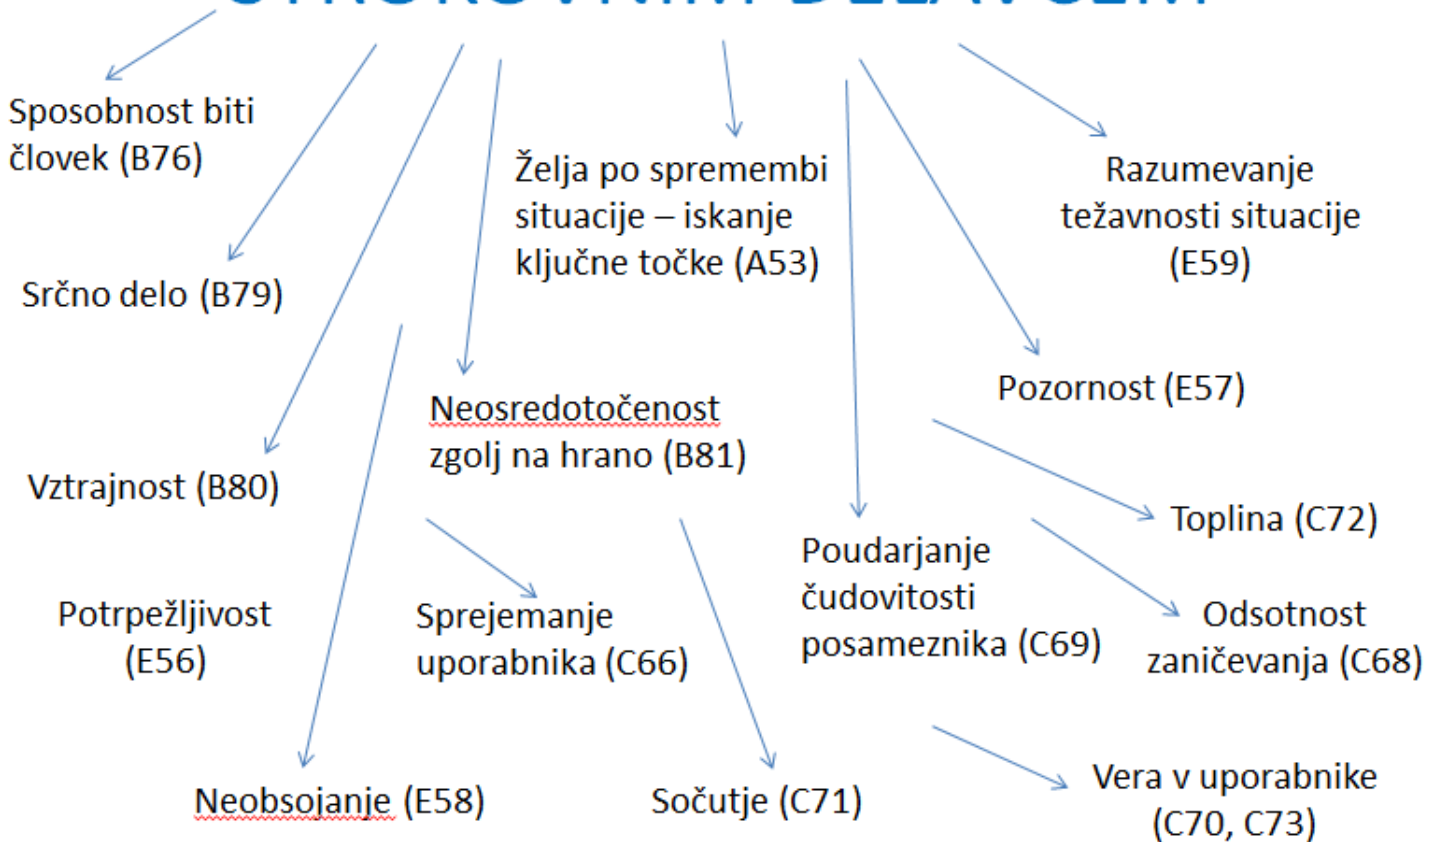 STROKOVNIM DELAVCEM
Sposobnost biti
človek (B76)
Želja po spremembi
situacije – iskanje
ključne točke (A53)
Razumevanje
težavnosti situacije
(E59)
Srčno delo (B79)
Neosredotočenost
zgolj na hrano (B81)
Pozornost (E57)
Vztrajnost (B80)
Toplina (C72)
Poudarjanje
čudovitosti
posameznika (C69)
Potrpežljivost
(E56)
Sprejemanje
uporabnika (C66)
Odsotnost
zaničevanja (C68)
Neobsojanje (E58)
Sočutje (C71)
Vera v uporabnike
(C70, C73)